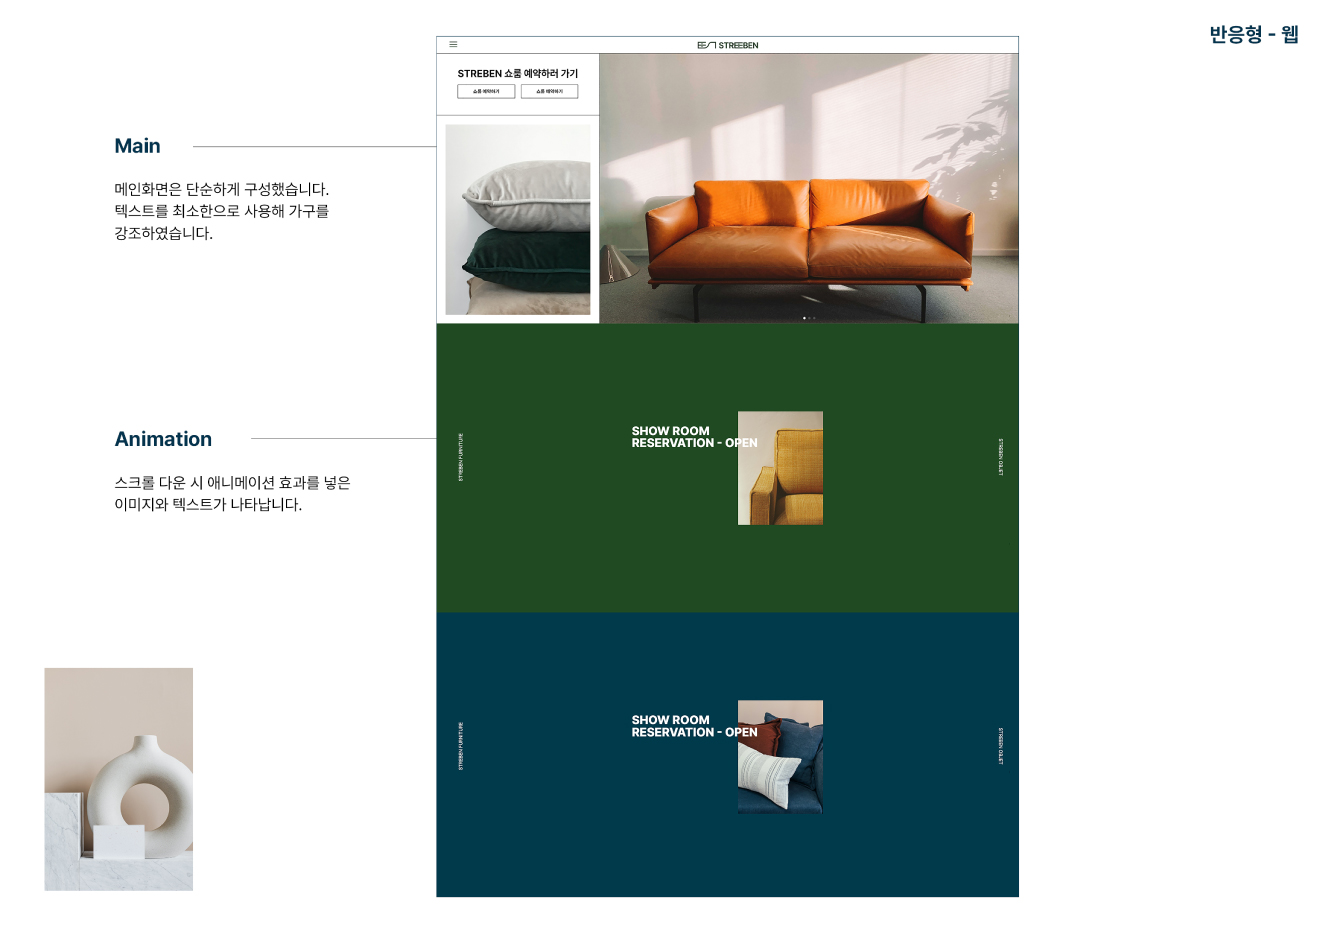 반응형 - 웹
STREEBEN
STREBEN 쇼룸 예약하러 가기
쇼룸 예약하기
쇼룸 예약하기
Main
메인화면은 단순하게 구성했습니다.
텍스트를 최소한으로 사용해 가구를
강조하였습니다.
Animation
스크롤 다운 시 애니메이션 효과를 넣은
이미지와 텍스트가 나타납니다.
STREBEN FURNITURE
SHOW ROOM
RESERVATION - OPEN
STREBEN OBJET
STREBEN FURNITURE
SHOW ROOM
RESERVATION - OPEN
STREBEN OBJET